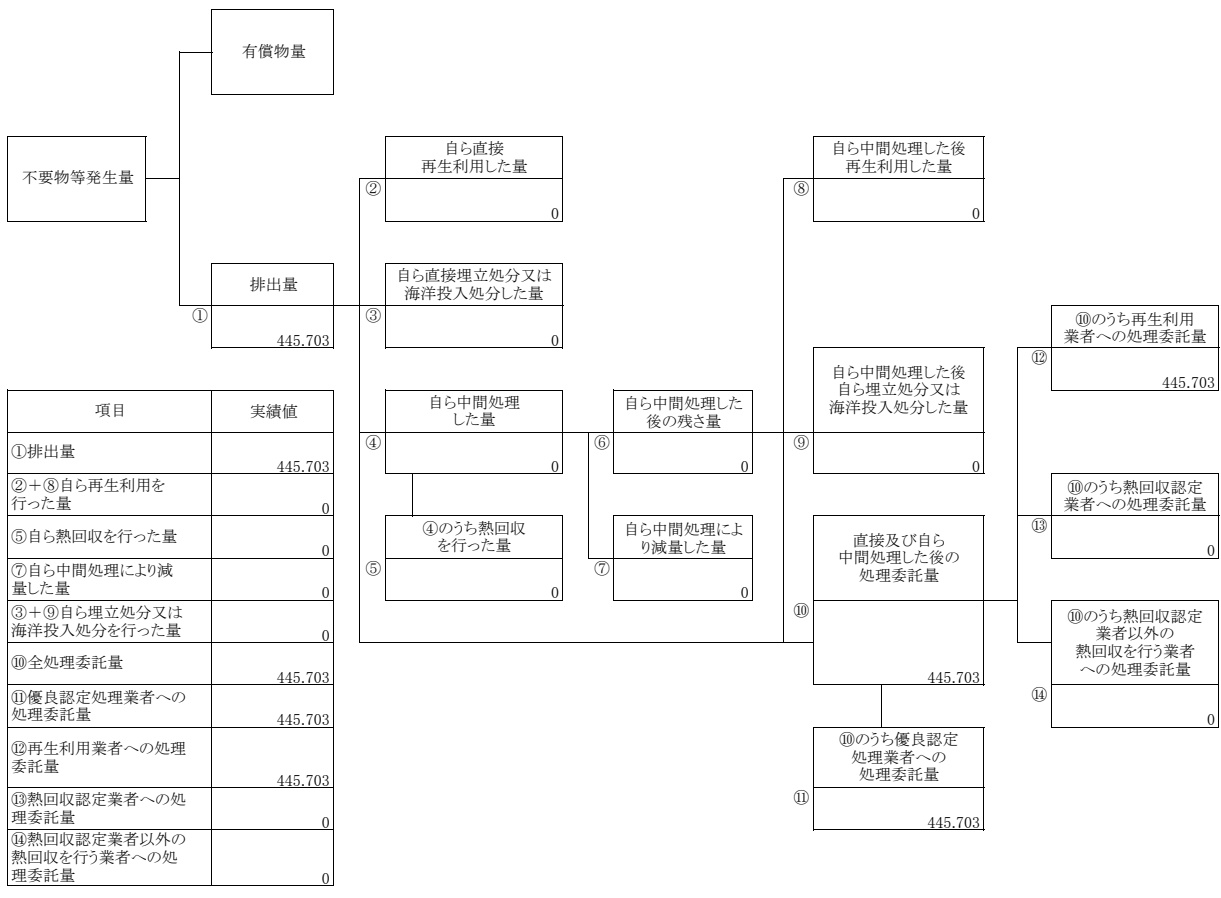 有償物量
不要物等発生量
自ら直接
再生利用した量
②
0
自ら中間処理した後
再生利用した量
⑧
0
排出量
①
445.703
自ら直接埋立処分又は
海洋投入処分した量
③
0
⑩のうち再生利用
業者への処理委託量
⑫
445.703
自ら中間処理
した量
④
0
自ら中間処理した
後の残さ量
⑥
0
自ら中間処理した後
自ら埋立処分又は
海洋投入処分した量
⑨
0
⑩のうち熱回収認定
業者への処理委託量
⑬
0
④のうち熱回収
を行った量
⑤
0
自ら中間処理によ
り減量した量
⑦
0
直接及び自ら
中間処理した後の
処理委託量
⑩
445.703
⑩のうち熱回収認定
業者以外の
熱回収を行う業者
への処理委託量
⑭
0
⑩のうち優良認定
処理業者への
処理委託量
⑪
445.703
項目
実績値
①排出量
445.703
②+⑧自ら再生利用を
行った量
0
⑤自ら熱回収を行った量
0
⑦自ら中間処理により減
量した量
0
③+⑨自ら埋立処分又は
海洋投入処分を行った量
0
⑩全処理委託量
445.703
⑪優良認定処理業者への
処理委託量
445.703
⑫再生利用業者への処理
委託量
445.703
⑬熱回収認定業者への処
理委託量
0
⑭熱回収認定業者以外の
熱回収を行う業者への処
理委託量
0